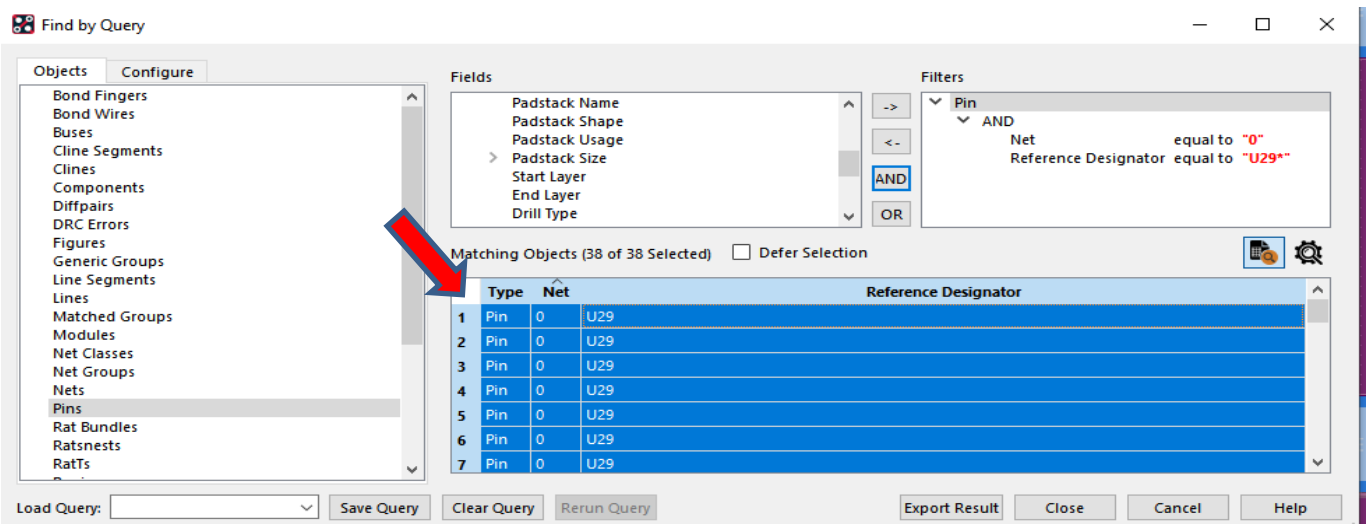 Find by Query
Objects
Configure
Bond Fingers
Bond Wires
Buses
Cline Segments
Clines
Components
Diffpairs
DRC Errors
Figures
Generic Groups
Line Segments
Lines
Matched Groups
Modules
Net Classes
Net Groups
Nets
Pins
Rat Bundles
Ratsnests
RatTs
Fields
Padstack Name
Padstack Shape
Padstack Usage
Padstack Size
Start Layer
End Layer
Drill Type
->
<-
AND
OR
Filters
Pin
AND
Net equal to "0"
Reference Designator equal to "U29*"
Matching Objects (38 of 38 Selected)
Defer Selection
Type Net Reference Designator
1 Pin 0 U29
2 Pin 0 U29
3 Pin 0 U29
4 Pin 0 U29
5 Pin 0 U29
6 Pin 0 U29
7 Pin 0 U29
Load Query:
Save Query
Clear Query
Rerun Query
Export Result
Close
Cancel
Help